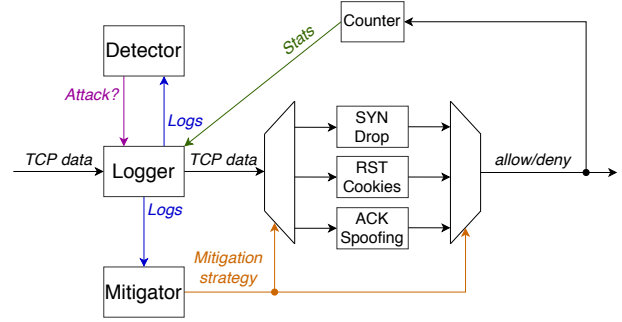 Counter
Detector
Stats
Attack?
Logs
SYN
Drop
TCP data
Logger
TCP data
RST
Cookies
allow/deny
Logs
ACK
Spoofing
Mitigation
strategy
Mitigator